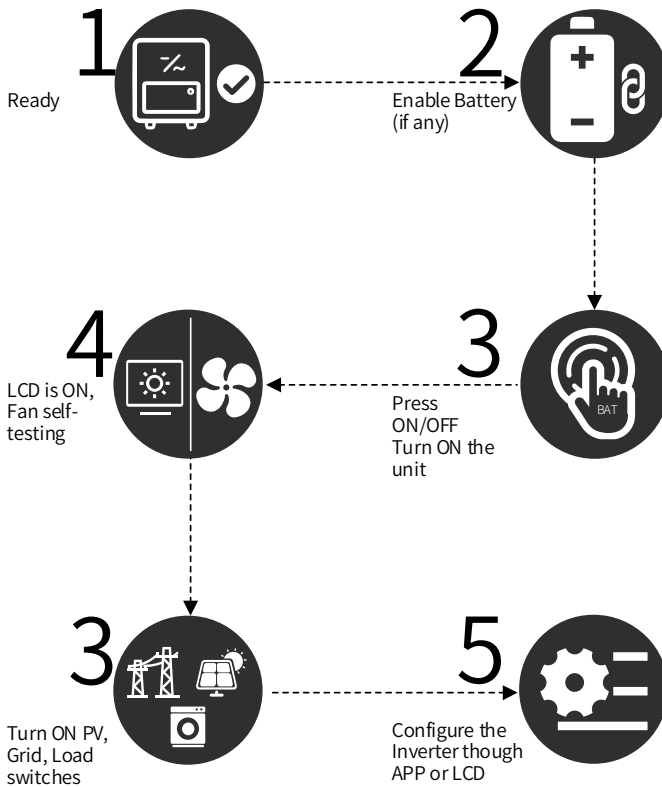 1
Ready
2
Enable Battery
(if any)
4
LCD is ON,
Fan self-
testing
3
Press
ON/OFF
Turn ON the
unit
BAT
3
Turn ON PV,
Grid, Load
switches
5
Configure the
Inverter though
APP or LCD